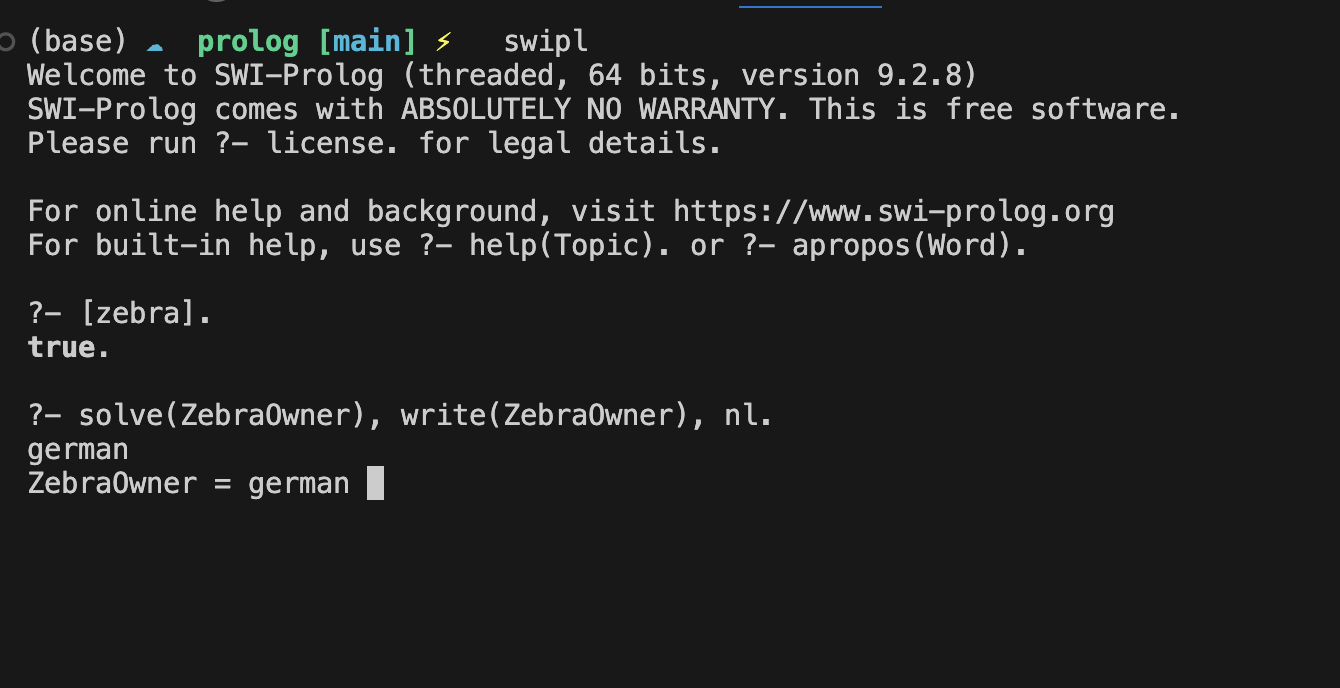 (base) ☁ prolog [main] ⚡ swipl
Welcome to SWI-Prolog (threaded, 64 bits, version 9.2.8)
SWI-Prolog comes with ABSOLUTELY NO WARRANTY. This is free software.
Please run ?- license. for legal details.
For online help and background, visit https://www.swi-prolog.org
For built-in help, use ?- help(Topic). or ?- apropos(Word).
?- [zebra].
true.
?- solve(ZebraOwner), write(ZebraOwner), nl.
german
ZebraOwner = german